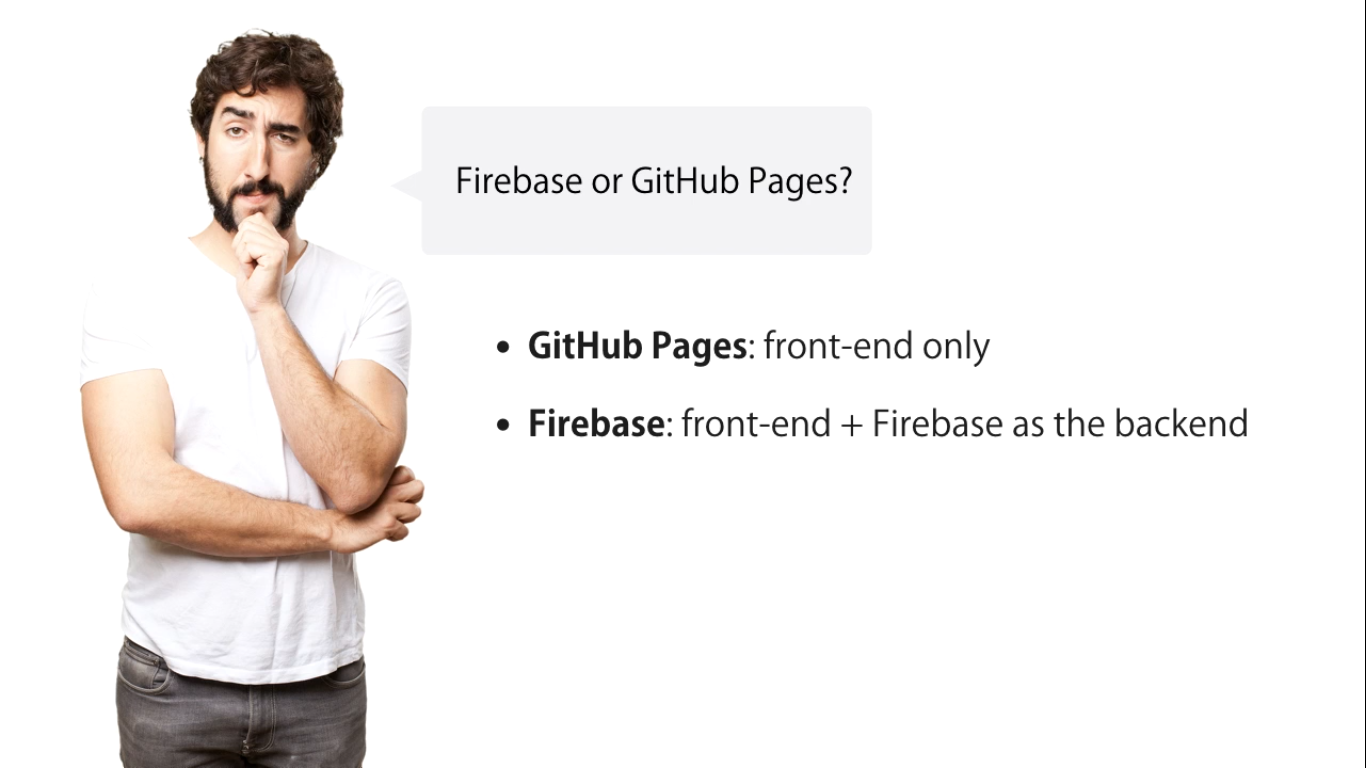 Firebase or GitHub Pages?
• GitHub Pages: front-end only
• Firebase: front-end + Firebase as the backend